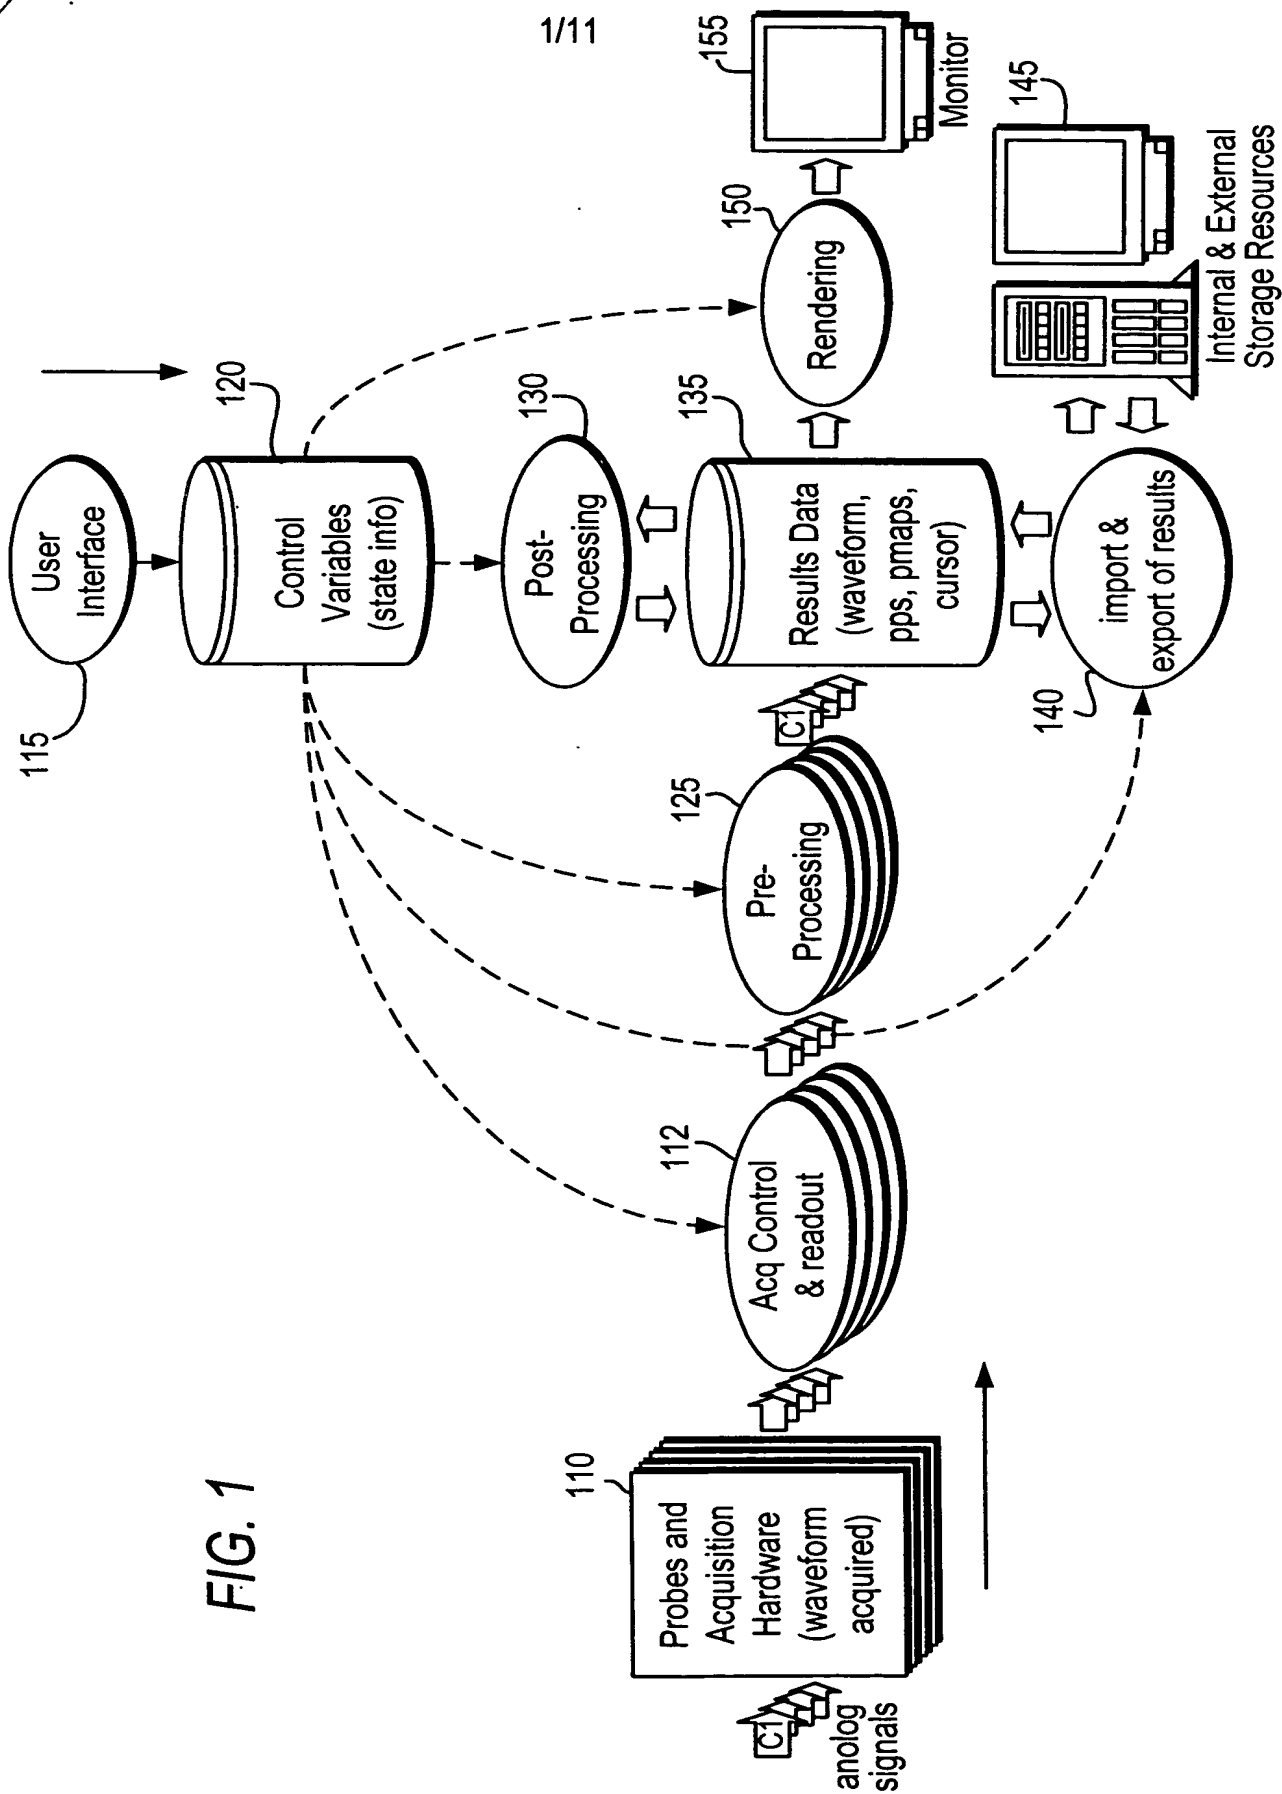 1/11
FIG. 1
User
Interface
115
Control
Variables
(state info)
120
Post-
Processing
130
Results Data
(waveform,
pps, pmaps,
cursor)
135
Rendering
150
155
Monitor
145
Internal & External
Storage Resources
import &
export of results
140
C1
Pre-
Processing
125
Acq Control
& readout
112
Probes and
Acquisition
Hardware
(waveform
acquired)
110
C1
anolog
signals